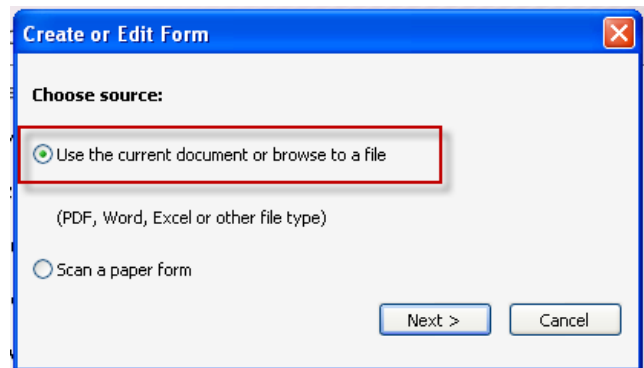 Create or Edit Form
Choose source:
Use the current document or browse to a file
(PDF, Word, Excel or other file type)
Scan a paper form
Next > Cancel